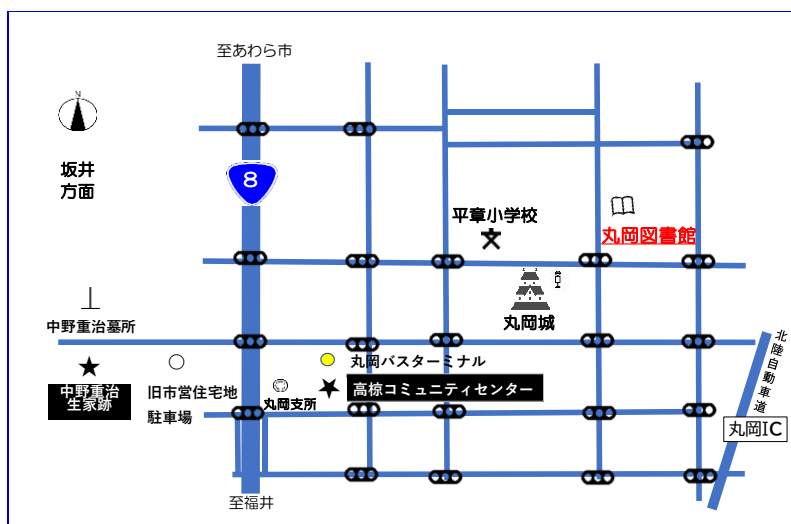 至あわら市
N
坂井
方面
8
平章小学校
丸岡図書館
丸岡城
中野重治墓所
北陸自動車道
丸岡バスターミナル
中野重治
生家跡
旧市営住宅地
駐車場
丸岡支所
高椋コミュニティセンター
丸岡IC
至福井